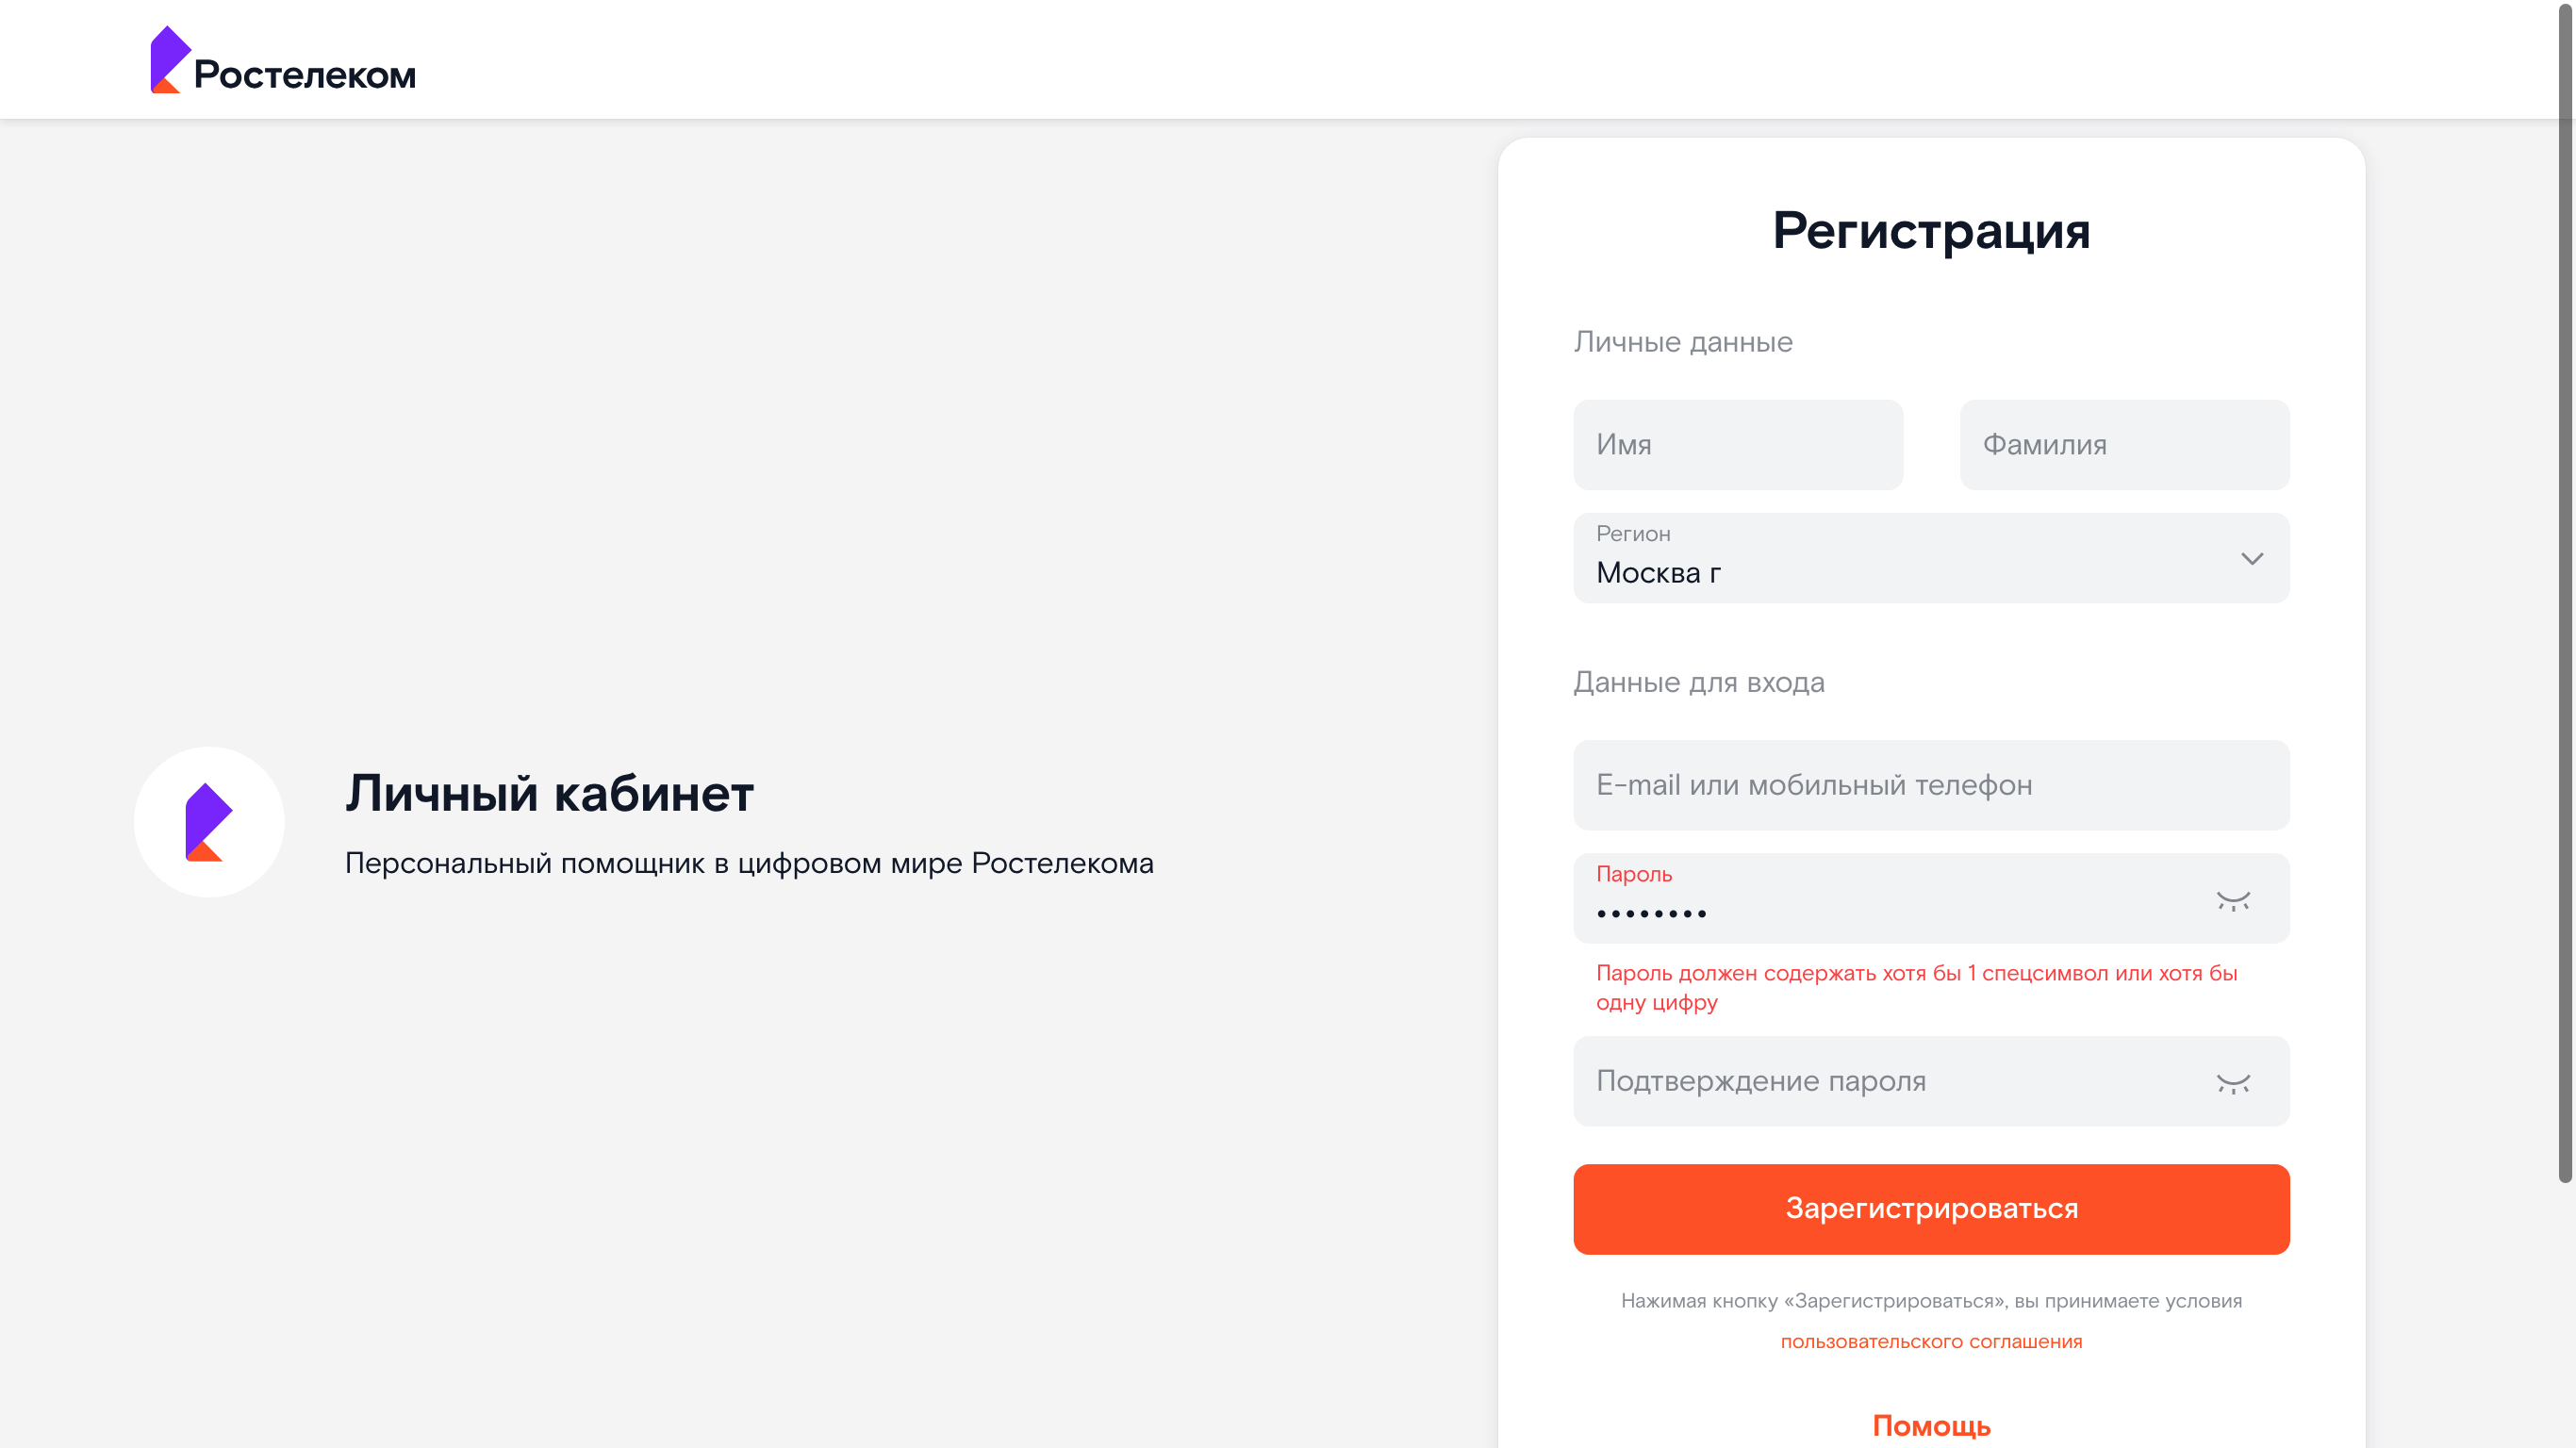 Ростелеком
Регистрация
Личные данные
Имя
Фамилия
Регион
Москва г
Данные для входа
E-mail или мобильный телефон
Личный кабинет
Персональный помощник в цифровом мире Ростелекома
Пароль
••••••••
Пароль должен содержать хотя бы 1 спецсимвол или хотя бы
одну цифру
Подтверждение пароля
Зарегистрироваться
Нажимая кнопку «Зарегистрироваться», вы принимаете условия
пользовательского соглашения
Помощь